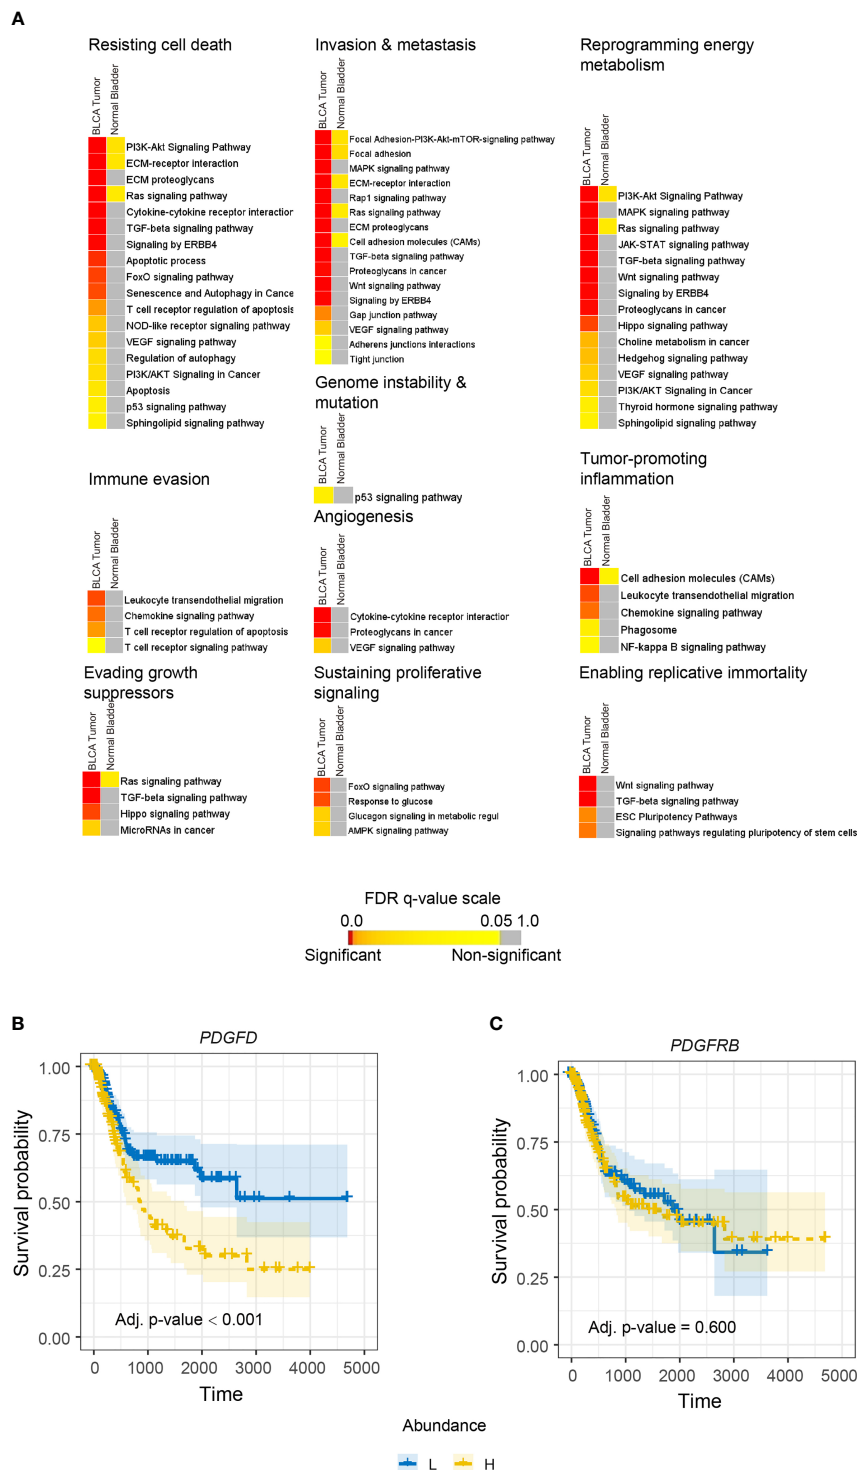 A
Resisting cell death
BLCA Tumor
Normal Bladder
PI3K-Akt Signaling Pathway
ECM-receptor interaction
ECM proteoglycans
Ras signaling pathway
Cytokine-cytokine receptor interaction
TGF-beta signaling pathway
Signaling by ERBB4
Apoptotic process
FoxO signaling pathway
Senescence and Autophagy in Cance
T cell receptor regulation of apoptosis
NOD-like receptor signaling pathway
VEGF signaling pathway
Regulation of autophagy
PI3K/AKT Signaling in Cancer
Apoptosis
p53 signaling pathway
Sphingolipid signaling pathway
Invasion & metastasis
BLCA Tumor
Normal Bladder
Focal Adhesion-PI3K-Akt-mTOR-signaling pathway
Focal adhesion
MAPK signaling pathway
ECM-receptor interaction
Rap1 signaling pathway
Ras signaling pathway
ECM proteoglycans
Cell adhesion molecules (CAMs)
TGF-beta signaling pathway
Proteoglycans in cancer
Wnt signaling pathway
Signaling by ERBB4
Gap junction pathway
VEGF signaling pathway
Adherens junctions interactions
Tight junction
Reprogramming energy
metabolism
BLCA Tumor
Normal Bladder
PI3K-Akt Signaling Pathway
MAPK signaling pathway
Ras signaling pathway
JAK-STAT signaling pathway
TGF-beta signaling pathway
Wnt signaling pathway
Signaling by ERBB4
Proteoglycans in cancer
Hippo signaling pathway
Choline metabolism in cancer
Hedgehog signaling pathway
VEGF signaling pathway
PI3K/AKT Signaling in Cancer
Thyroid hormone signaling pathway
Sphingolipid signaling pathway
Genome instability &
mutation
BLCA Tumor
Normal Bladder
p53 signaling pathway
Immune evasion
BLCA Tumor
Normal Bladder
Leukocyte transendothelial migration
Chemokine signaling pathway
T cell receptor regulation of apoptosis
T cell receptor signaling pathway
Angiogenesis
BLCA Tumor
Normal Bladder
Cytokine-cytokine receptor interaction
Proteoglycans in cancer
VEGF signaling pathway
Tumor-promoting
inflammation
BLCA Tumor
Normal Bladder
Cell adhesion molecules (CAMs)
Leukocyte transendothelial migration
Chemokine signaling pathway
Phagosome
NF-kappa B signaling pathway
Evading growth
suppressors
BLCA Tumor
Normal Bladder
Ras signaling pathway
TGF-beta signaling pathway
Hippo signaling pathway
MicroRNAs in cancer
Sustaining proliferative
signaling
BLCA Tumor
Normal Bladder
FoxO signaling pathway
Response to glucose
Glucagon signaling in metabolic regul
AMPK signaling pathway
Enabling replicative immortality
BLCA Tumor
Normal Bladder
Wnt signaling pathway
TGF-beta signaling pathway
ESC Pluripotency Pathways
Signaling pathways regulating pluripotency of stem cells
FDR q-value scale
0.0 0.05 1.0
Significant Non-significant
B
PDGFD
Survival probability
1.00
0.75
0.50
0.25
0.00
Adj. p-value < 0.001
0 1000 2000 3000 4000 5000
Time
C
PDGFRB
Survival probability
1.00
0.75
0.50
0.25
0.00
Adj. p-value = 0.600
0 1000 2000 3000 4000 5000
Time
Abundance
L H